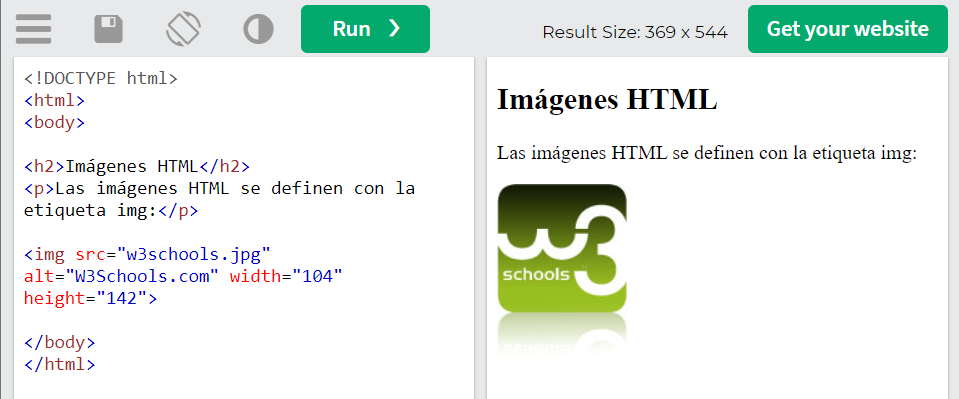 Run ❯
Result Size: 369 x 544
Get your website
<!DOCTYPE html>
<html>
<body>
<h2>Imágenes HTML</h2>
<p>Las imágenes HTML se definen con la
etiqueta img:</p>
<img src="w3schools.jpg"
alt="W3Schools.com" width="104"
height="142">
</body>
</html>
Imágenes HTML
Las imágenes HTML se definen con la etiqueta img:
w3
schools